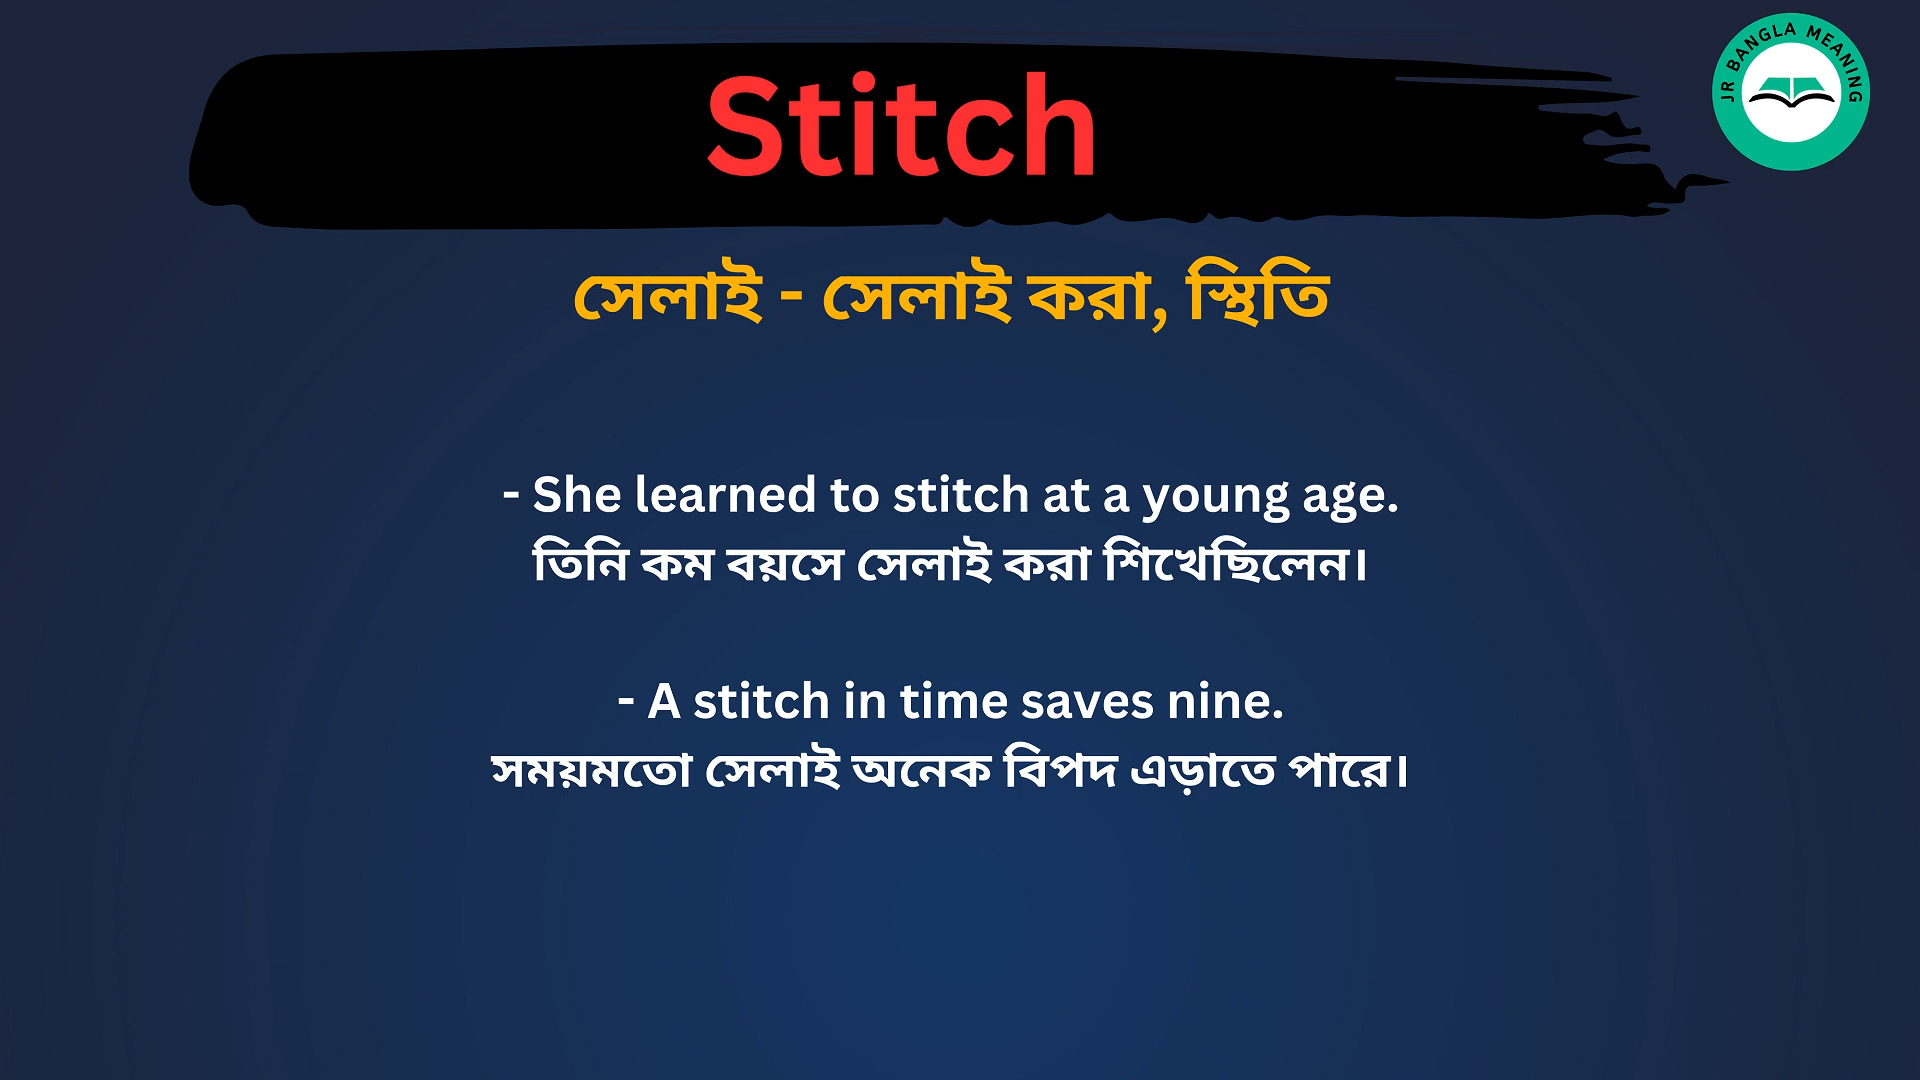 JR BANGLA MEANING
Stitch
সেলাই - সেলাই করা, স্থিতি
- She learned to stitch at a young age.
তিনি কম বয়সে সেলাই করা শিখেছিলেন।
- A stitch in time saves nine.
সময়মতো সেলাই অনেক বিপদ এড়াতে পারে।